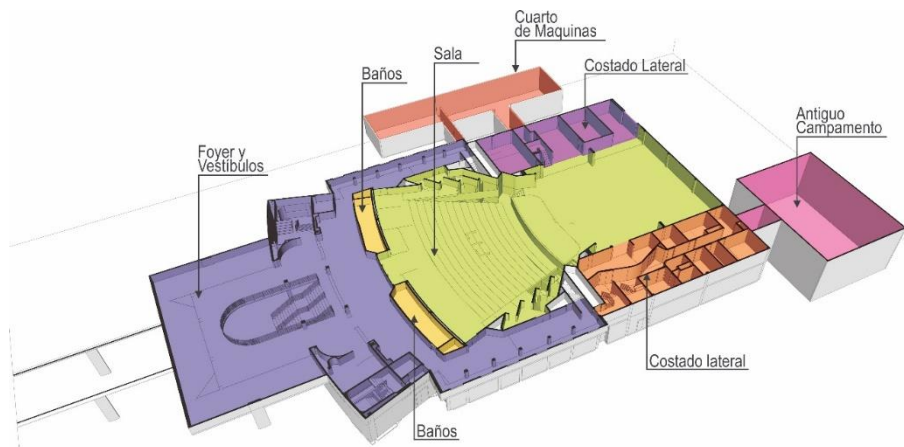 Cuarto
de Maquinas
Sala
Costado Lateral
Baños
Antiguo
Campamento
Foyer y
Vestibulos
Costado lateral
Baños